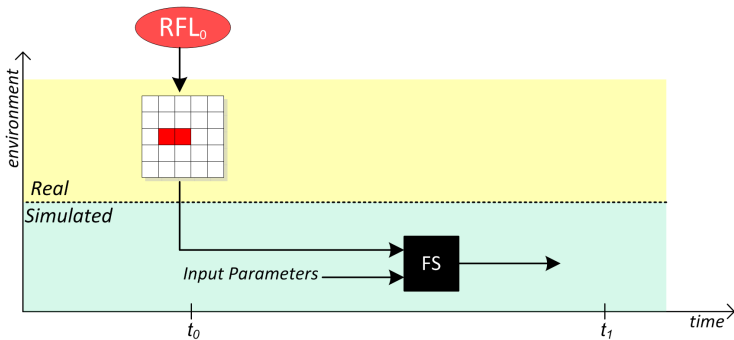 RFL0
environment
Real
Simulated
FS
Input Parameters
t0
t1
time